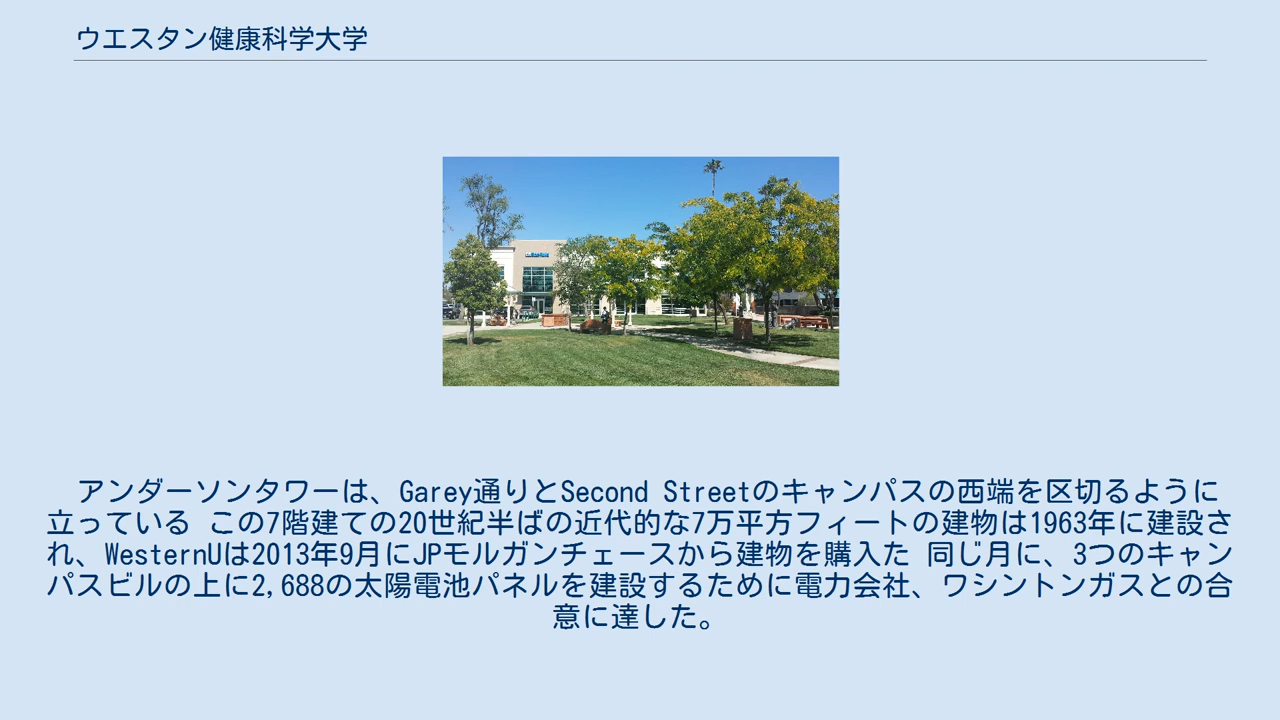 ウエスタン健康科学大学
アンダーソンタワーは、Garey通りとSecond Streetのキャンパスの西端を区切るように
立っている この7階建ての20世紀半ばの近代的な7万平方フィートの建物は1963年に建設さ
れ、WesternUは2013年9月にJPモルガンチェースから建物を購入た 同じ月に、3つのキャン
パスビルの上に2,688の太陽電池パネルを建設するために電力会社、ワシントンガスとの合
意に達した。